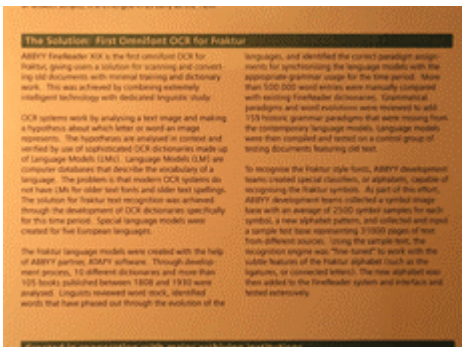 The Solution: First Omnifont OCR for Fraktur
ABBYY FineReader XIX is the first omnifont OCR for
Fraktur, giving users a solution for scanning and convert-
ing old documents with minimal training and dictionary
work. This was achieved by combining extremely
intelligent technology with dedicated linguistic study.
OCR systems work by analysing a text image and making
a hypothesis about which letter or word an image
represents. The hypothesis are analysed in context and
verified by use of sophisticated OCR dictionaries made up
of Language Models (LMs). Language Models (LM) are
computer databases that describe the vocabulary of a
language. The problem is that modern OCR systems do
not have LMs for older text fonts and older text spellings.
The solution for Fraktur text recognition was achieved
through the development of OCR dictionaries specifically
for this time period. Special language models were
created for five European languages.
The Fraktur language models were created with the help
of ABBYY partner, ATAPY software. Through develop-
ment process, 10 different dictionaries and more than
105 books published between 1808 and 1930 were
analysed. Linguists reviewed word stock, identified
words that have phased out through the evolution of the
languages, and identified the correct paradigm assign-
ments for synchronising the language models with the
appropriate grammar usage for the time period. More
than 500 000 word entries were manually compared
with existing FineReader dictionaries. Grammatical
paradigms and word evolutions were reviewed to add
159 historic grammar paradigms that were missing from
the contemporary language models. Language models
were then compiled and tested on a control group of
testing documents featuring old text.
To recognise the Fraktur style fonts, ABBYY development
teams created special classifiers, or alphabets, capable of
recognising the Fraktur symbols. As part of this effort,
ABBYY development teams collected a symbol image
base with an average of 2500 symbol samples for each
symbol, a new alphabet pattern, and collected and input
a sample text base representing 31000 pages of text
from different sources. Using the sample text, the
recognition engine was "fine tuned" to work with the
subtle features of the Fraktur alphabet (such as the
ligatures, or connected letters). The new alphabet was
then added to the FineReader system and interface and
tested extensively.